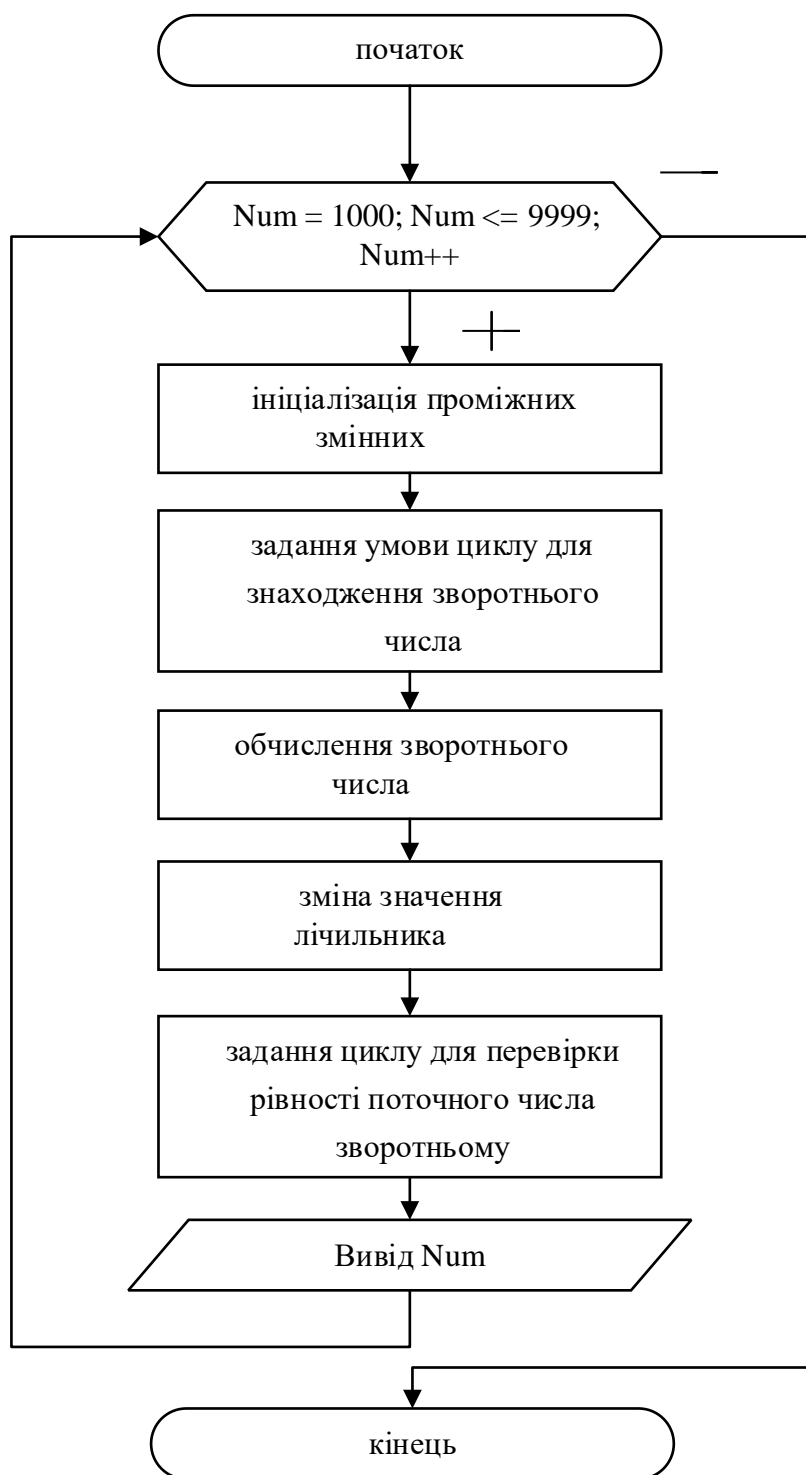 початок
Num = 1000; Num <= 9999;
Num++
ініціалізація проміжних
змінних
задання умови циклу для
знаходження зворотнього
числа
обчислення зворотнього
числа
зміна значення
лічильника
задання циклу для перевірки
рівності поточного числа
зворотньому
Вивід Num
кінець